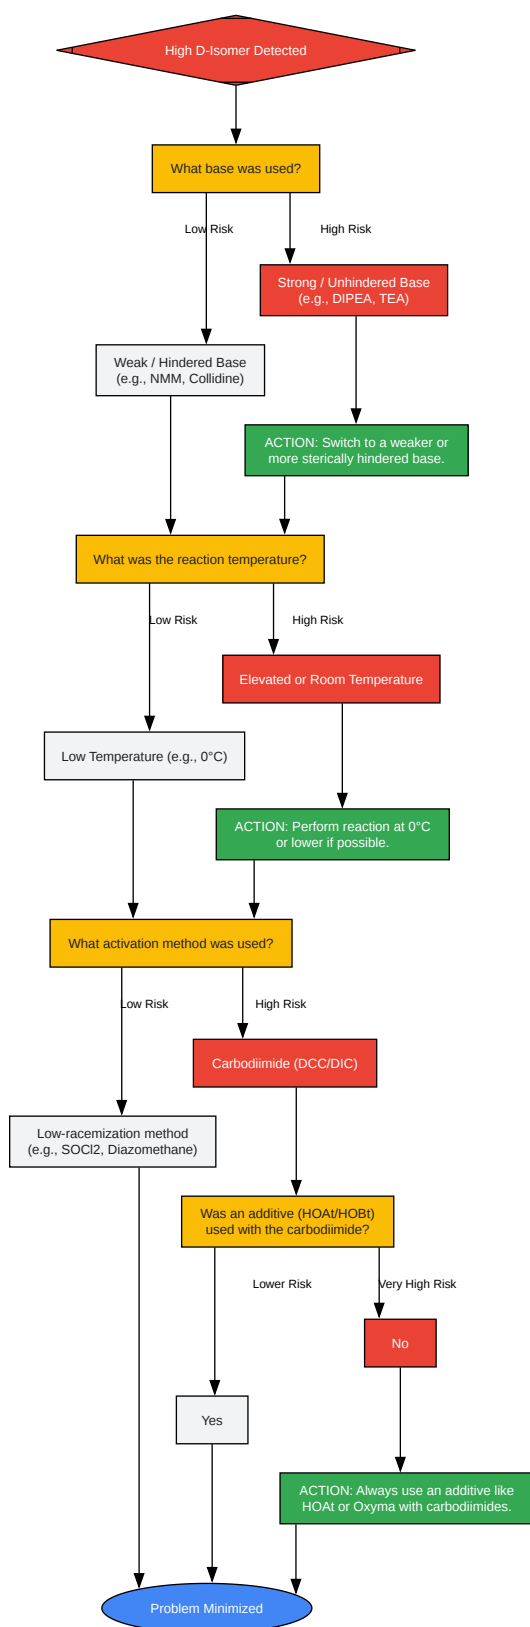 High D-Isomer Detected
What base was used?
Low Risk
High Risk
Strong / Unhindered Base
(e.g., DIPEA, TEA)
Weak / Hindered Base
(e.g., NMM, Collidine)
ACTION: Switch to a weaker or
more sterically hindered base.
What was the reaction temperature?
Low Risk
High Risk
Elevated or Room Temperature
Low Temperature (e.g., 0°C)
ACTION: Perform reaction at 0°C
or lower if possible.
What activation method was used?
Low Risk
High Risk
Carbodiimide (DCC/DIC)
Low-racemization method
(e.g., SOCl2, Diazomethane)
Was an additive (HOAt/HOBt)
used with the carbodiimide?
Lower Risk
Very High Risk
No
Yes
ACTION: Always use an additive like
HOAt or Oxyma with carbodiimides.
Problem Minimized